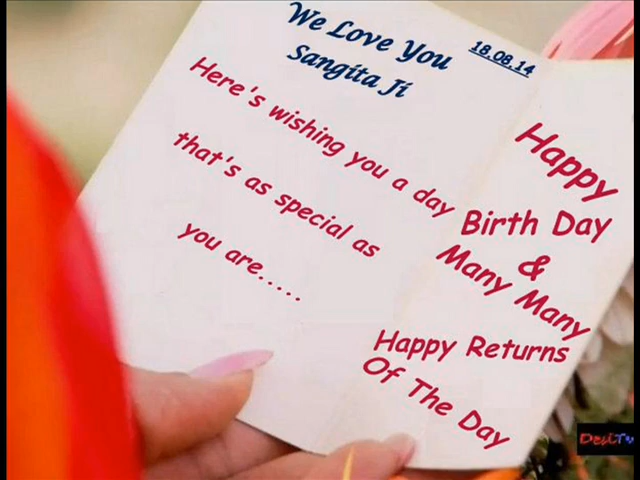 We Love You
Sangita Ji
18.08.14
Here's wishing you a day
that's as special as
you are.....
Happy
Birth Day
&
Many Many
Happy Returns
Of The Day
DesiTv